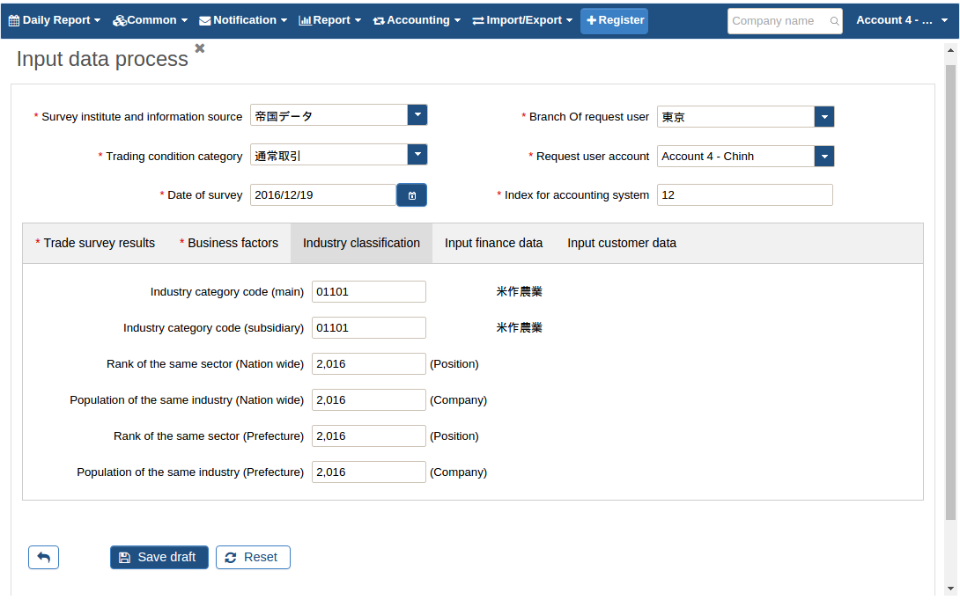 Daily Report Common Notification Report Accounting Import/Export Register Company name Account 4 - ...
Input data process
* Survey institute and information source 帝国データ * Branch Of request user 東京
* Trading condition category 通常取引 * Request user account Account 4 - Chinh
* Date of survey 2016/12/19 * Index for accounting system 12
* Trade survey results * Business factors Industry classification Input finance data Input customer data
Industry category code (main) 01101 米作農業
Industry category code (subsidiary) 01101 米作農業
Rank of the same sector (Nation wide) 2,016 (Position)
Population of the same industry (Nation wide) 2,016 (Company)
Rank of the same sector (Prefecture) 2,016 (Position)
Population of the same industry (Prefecture) 2,016 (Company)
Save draft Reset